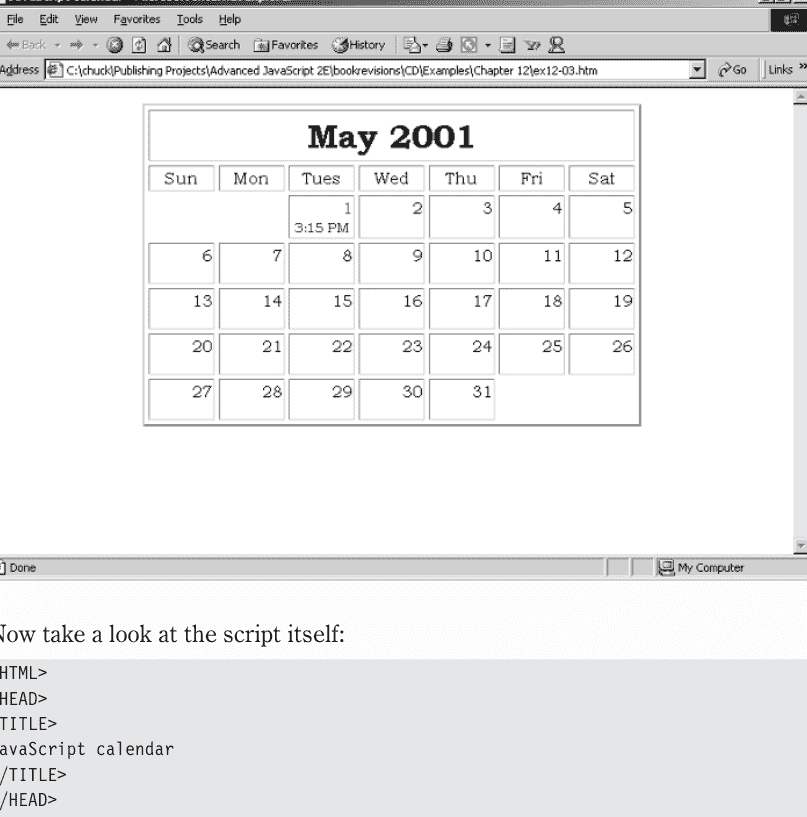 File Edit View Favorites Tools Help
Back Search Favorites History
Address C:\chuck\Publishing Projects\Advanced JavaScript 2E\bookrevisions\CD\Examples\Chapter 12\ex12-03.htm Go Links »
May 2001
Sun Mon Tues Wed Thu Fri Sat
1 2 3 4 5
3:15 PM
6 7 8 9 10 11 12
13 14 15 16 17 18 19
20 21 22 23 24 25 26
27 28 29 30 31
Done My Computer
Now take a look at the script itself:
HTML>
HEAD>
TITLE>
avaScript calendar
/TITLE>
/HEAD>